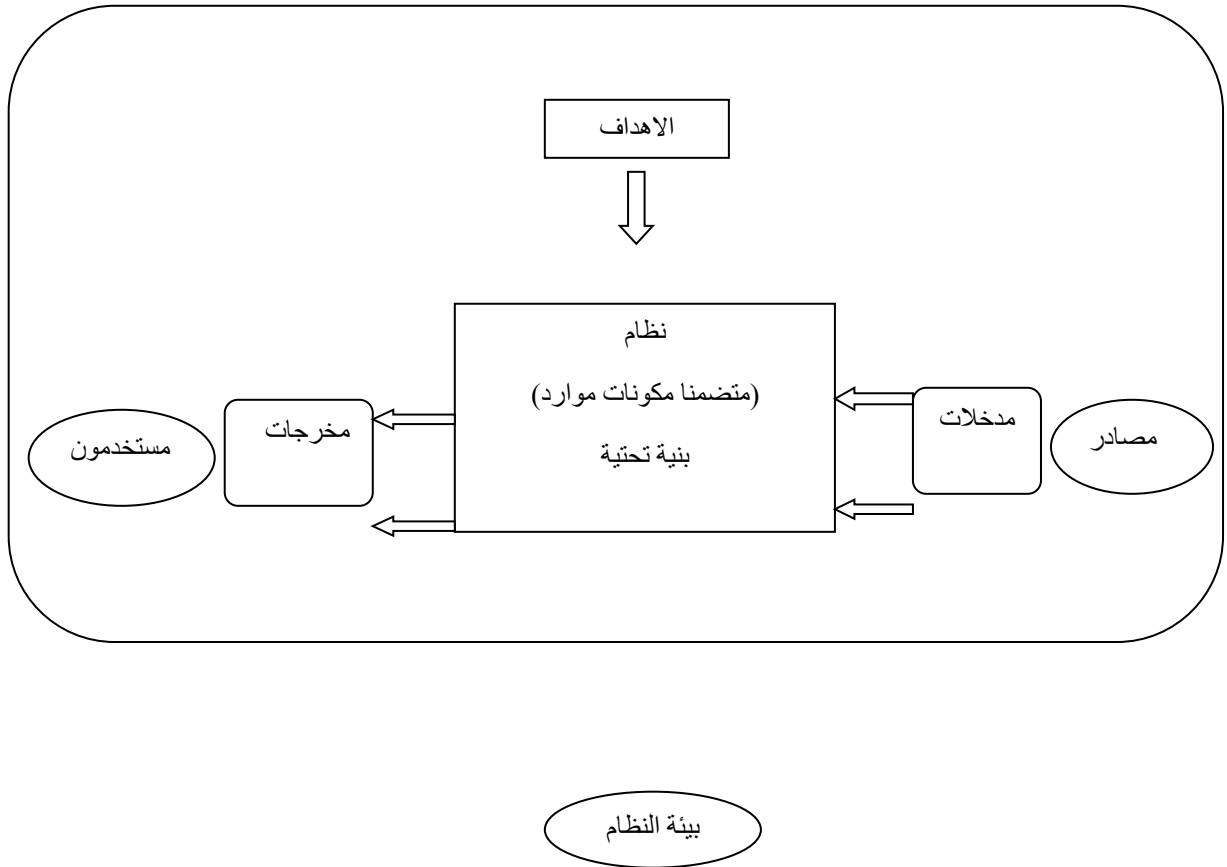 الاهداف
نظام
(متضمنا مكونات موارد)
بنية تحتية
مصادر
مدخلات
مخرجات
مستخدمون
بيئة النظام